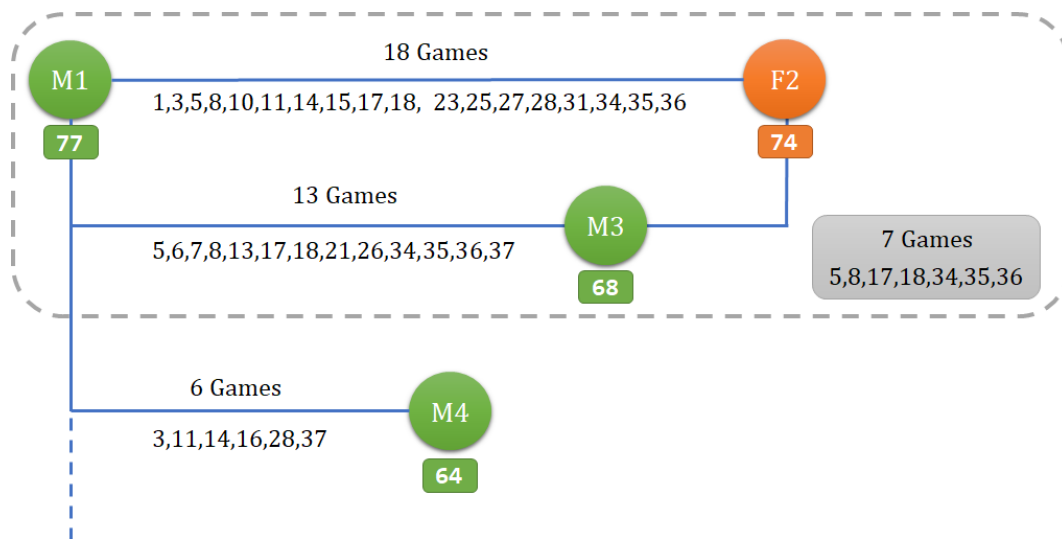 18 Games
M1
F2
1,3,5,8,10,11,14,15,17,18, 23,25,27,28,31,34,35,36
77
74
13 Games
M3
7 Games
5,6,7,8,13,17,18,21,26,34,35,36,37
5,8,17,18,34,35,36
68
6 Games
M4
3,11,14,16,28,37
64